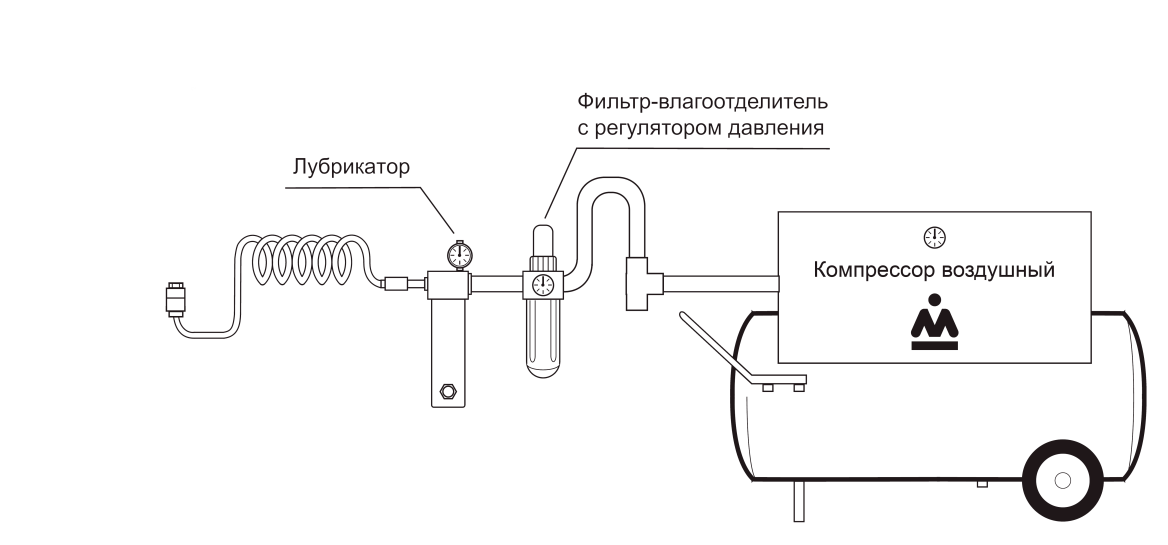 Фильтр-влагоотделитель
с регулятором давления
Лубрикатор
Компрессор воздушный